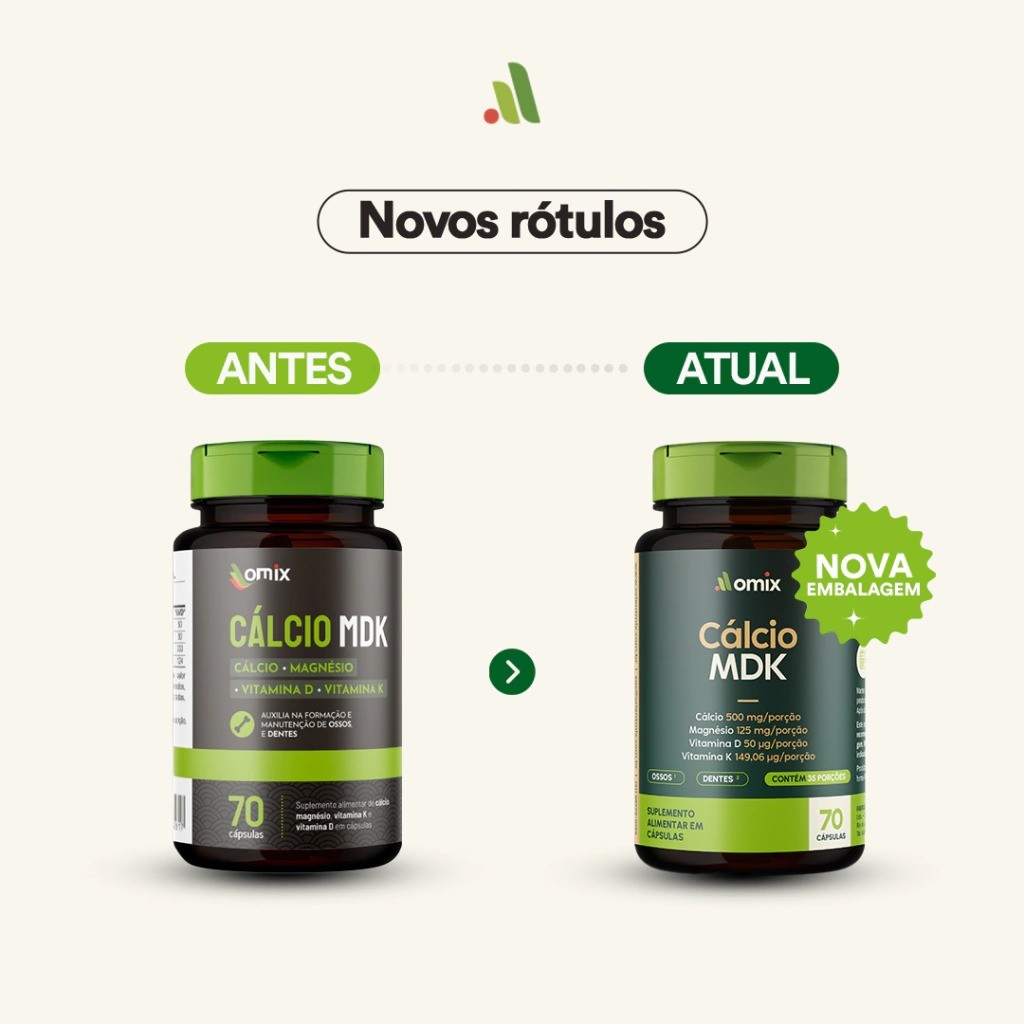 Novos rótulos
ANTES
ATUAL
omix
CÁLCIO MDK
CÁLCIO • MAGNÉSIO
• VITAMINA D • VITAMINA K
AUXILIA NA FORMAÇÃO E
MANUTENÇÃO DE OSSOS
E DENTES
70
cápsulas
Suplemento alimentar de cálcio,
magnésio, vitamina K e
vitamina D em cápsulas
omix
Cálcio
MDK
Cálcio 500 mg/porção
Magnésio 125 mg/porção
Vitamina D 50 µg/porção
Vitamina K 149,06 µg/porção
OSSOS ¹
DENTES ²
CONTÉM 35 PORÇÕES
SUPLEMENTO
ALIMENTAR EM
CÁPSULAS
70
CÁPSULAS
NOVA
EMBALAGEM